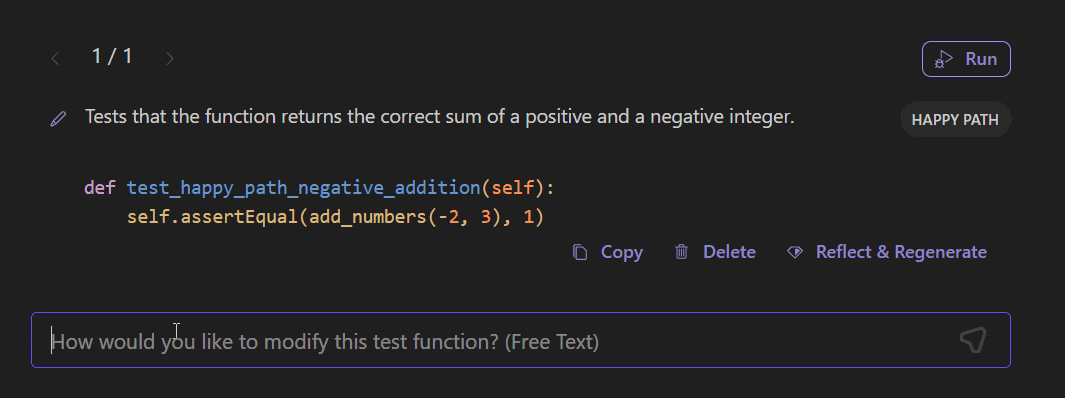 1 / 1
Run
Tests that the function returns the correct sum of a positive and a negative integer.
HAPPY PATH
def test_happy_path_negative_addition(self):
    self.assertEqual(add_numbers(-2, 3), 1)
Copy
Delete
Reflect & Regenerate
How would you like to modify this test function? (Free Text)